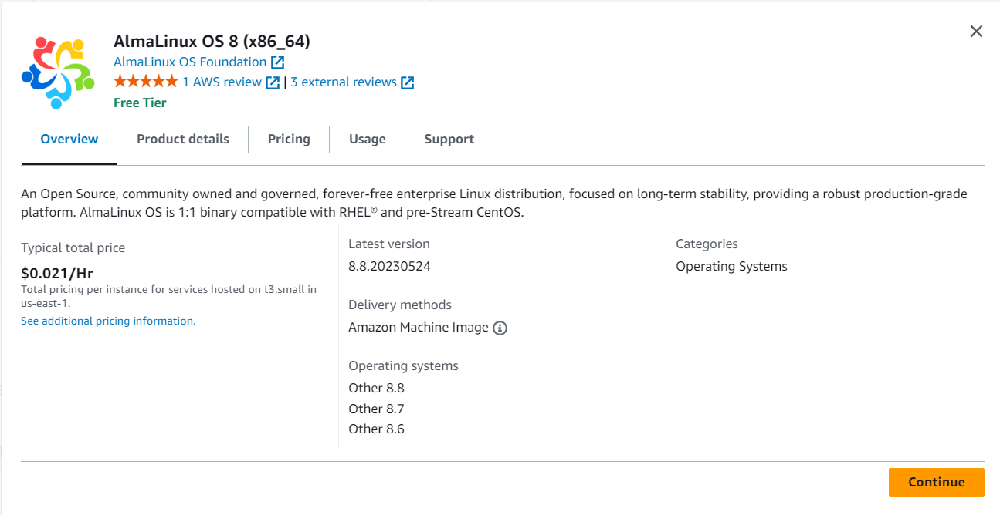 AlmaLinux OS 8 (x86_64)
AlmaLinux OS Foundation
1 AWS review | 3 external reviews
Free Tier
Overview
Product details
Pricing
Usage
Support
An Open Source, community owned and governed, forever-free enterprise Linux distribution, focused on long-term stability, providing a robust production-grade
platform. AlmaLinux OS is 1:1 binary compatible with RHEL® and pre-Stream CentOS.
Typical total price
$0.021/Hr
Total pricing per instance for services hosted on t3.small in
us-east-1.
See additional pricing information.
Latest version
8.8.20230524
Delivery methods
Amazon Machine Image
Operating systems
Other 8.8
Other 8.7
Other 8.6
Categories
Operating Systems
Continue